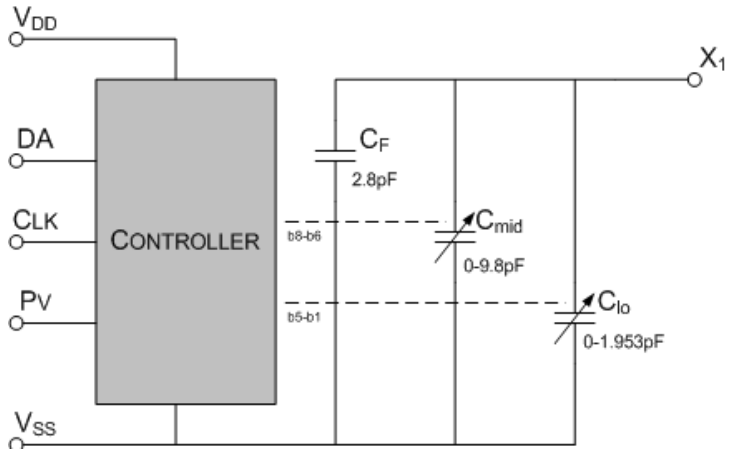 VDD
X1
DA
CF
2.8pF
CLK
CONTROLLER
b8-b6
Cmid
0-9.8pF
PV
b5-b1
Clo
0-1.953pF
VSS